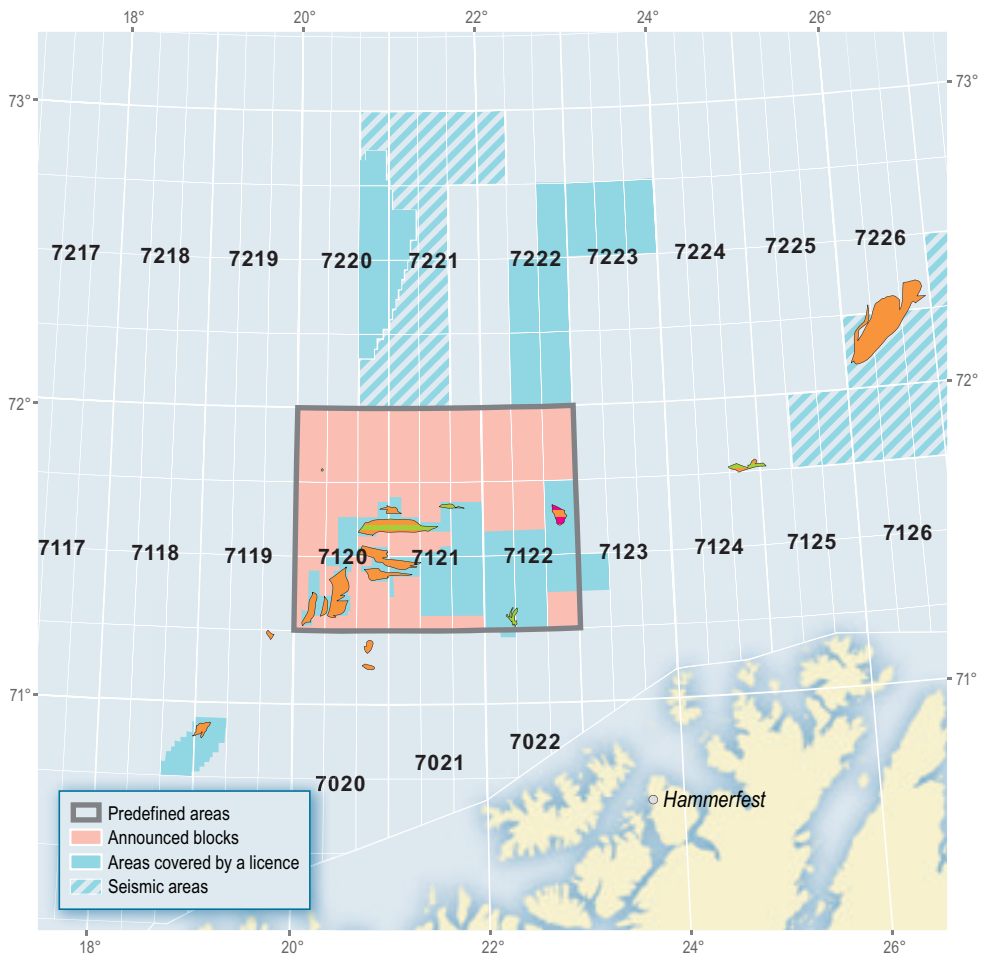 18° 20° 22° 24° 26°
73° 73°
7217 7218 7219 7220 7221 7222 7223 7224 7225 7226
72° 72°
7117 7118 7119 7120 7121 7122 7123 7124 7125 7126
71° 71°
7020 7021 7022
Hammerfest
Predefined areas
Announced blocks
Areas covered by a licence
Seismic areas
18° 20° 22° 24° 26°